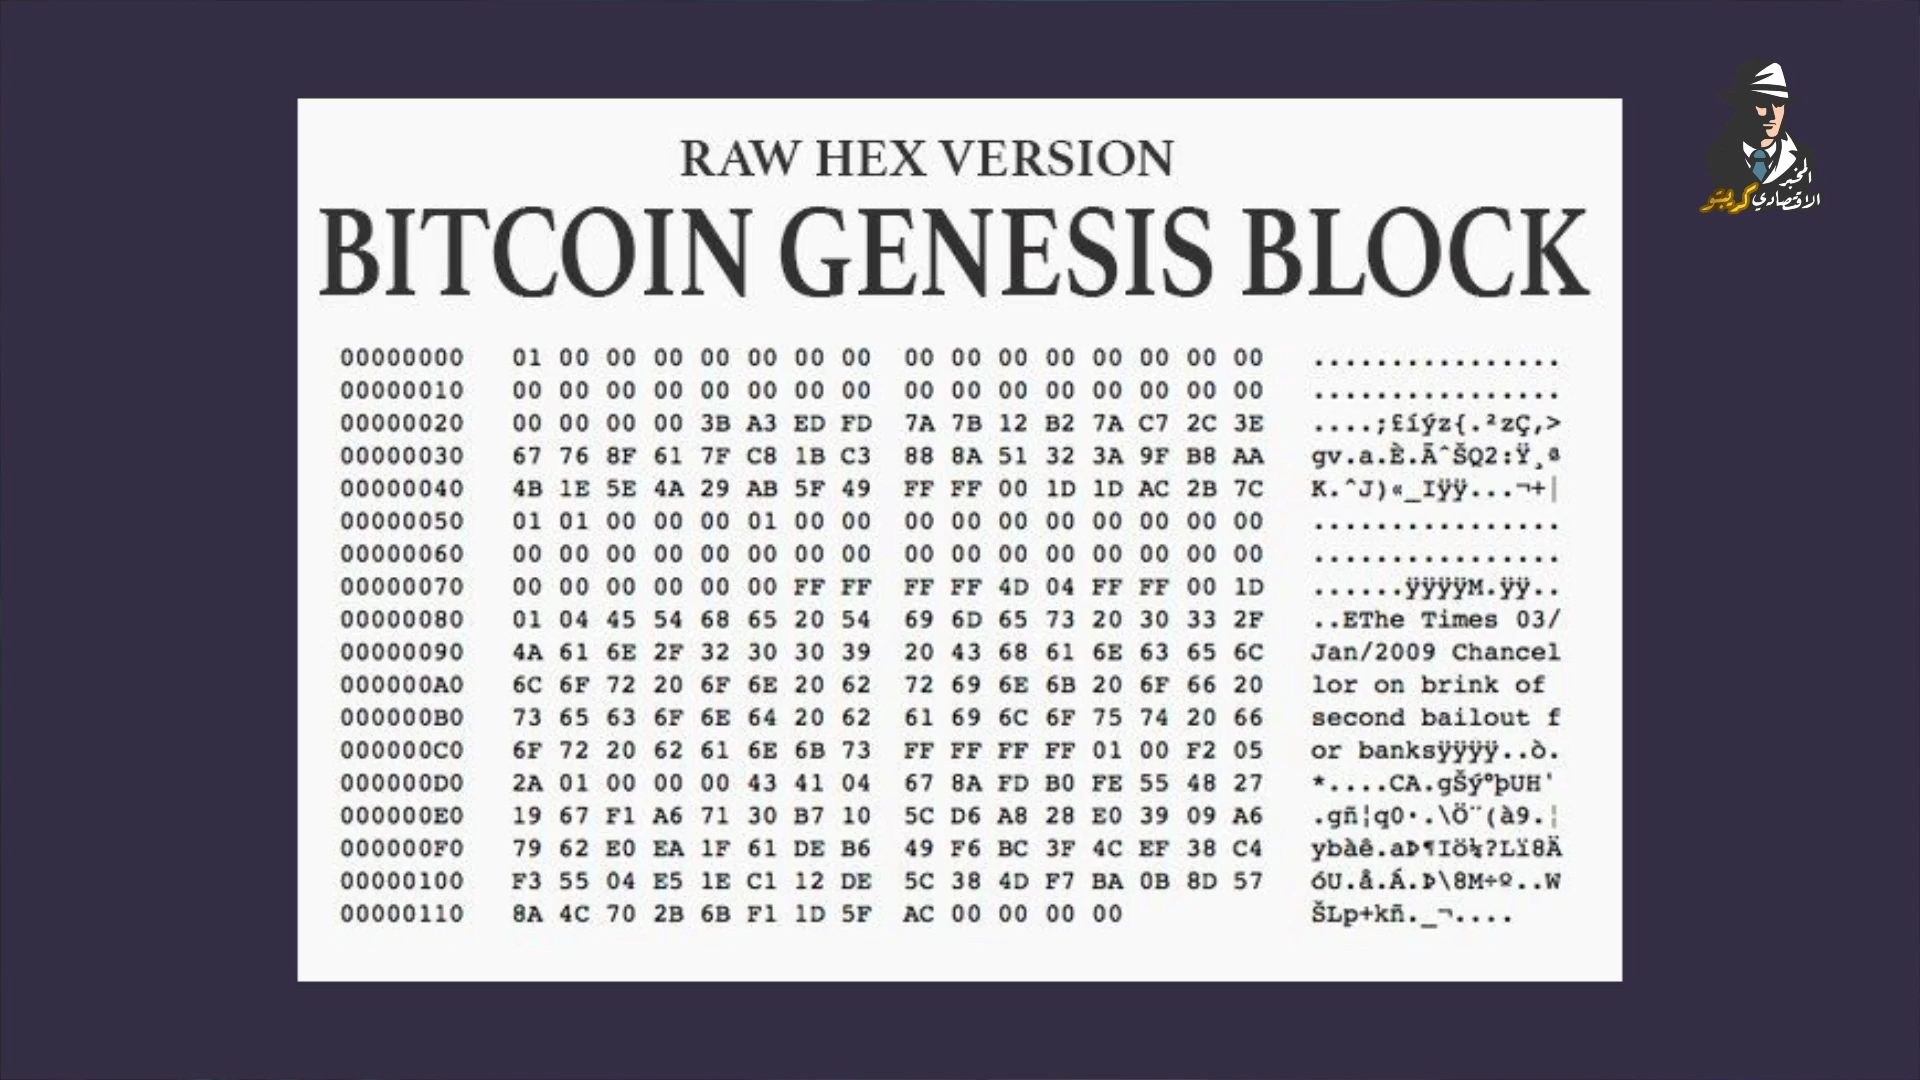 RAW HEX VERSION
BITCOIN GENESIS BLOCK
المخبر
الاقتصادي كريبتو
00000000 01 00 00 00 00 00 00 00 00 00 00 00 00 00 00 00 ................
00000010 00 00 00 00 00 00 00 00 00 00 00 00 00 00 00 00 ................
00000020 00 00 00 00 3B A3 ED FD 7A 7B 12 B2 7A C7 2C 3E ....;£íýz{.²zÇ,>
00000030 67 76 8F 61 7F C8 1B C3 88 8A 51 32 3A 9F B8 AA gv.a.È.ÃˆŠQ2:Ÿ¸ª
00000040 4B 1E 5E 4A 29 AB 5F 49 FF FF 00 1D 1D AC 2B 7C K.^J)«_Iÿÿ...¬+|
00000050 01 01 00 00 00 01 00 00 00 00 00 00 00 00 00 00 ................
00000060 00 00 00 00 00 00 00 00 00 00 00 00 00 00 00 00 ................
00000070 00 00 00 00 00 00 FF FF FF FF 4D 04 FF FF 00 1D ......ÿÿÿÿM.ÿÿ..
00000080 01 04 45 54 68 65 20 54 69 6D 65 73 20 30 33 2F ..EThe Times 03/
00000090 4A 61 6E 2F 32 30 30 39 20 43 68 61 6E 63 65 6C Jan/2009 Chancel
000000A0 6C 6F 72 20 6F 6E 20 62 72 69 6E 6B 20 6F 66 20 lor on brink of
000000B0 73 65 63 6F 6E 64 20 62 61 69 6C 6F 75 74 20 66 second bailout f
000000C0 6F 72 20 62 61 6E 6B 73 FF FF FF FF 01 00 F2 05 or banksÿÿÿÿ..ò.
000000D0 2A 01 00 00 00 43 41 04 67 8A FD B0 FE 55 48 27 *....CA.gŠý°þUH'
000000E0 19 67 F1 A6 71 30 B7 10 5C D6 A8 28 E0 39 09 A6 .gñ¦q0·.\Ö¨(à9.¦
000000F0 79 62 E0 EA 1F 61 DE B6 49 F6 BC 3F 4C EF 38 C4 ybàê.aÞ¶Iö¼?Lï8Ä
00000100 F3 55 04 E5 1E C1 12 DE 5C 38 4D F7 BA 0B 8D 57 óU.å.Á.Þ\8M÷º..W
00000110 8A 4C 70 2B 6B F1 1D 5F AC 00 00 00 00 ŠLp+kñ._¬....